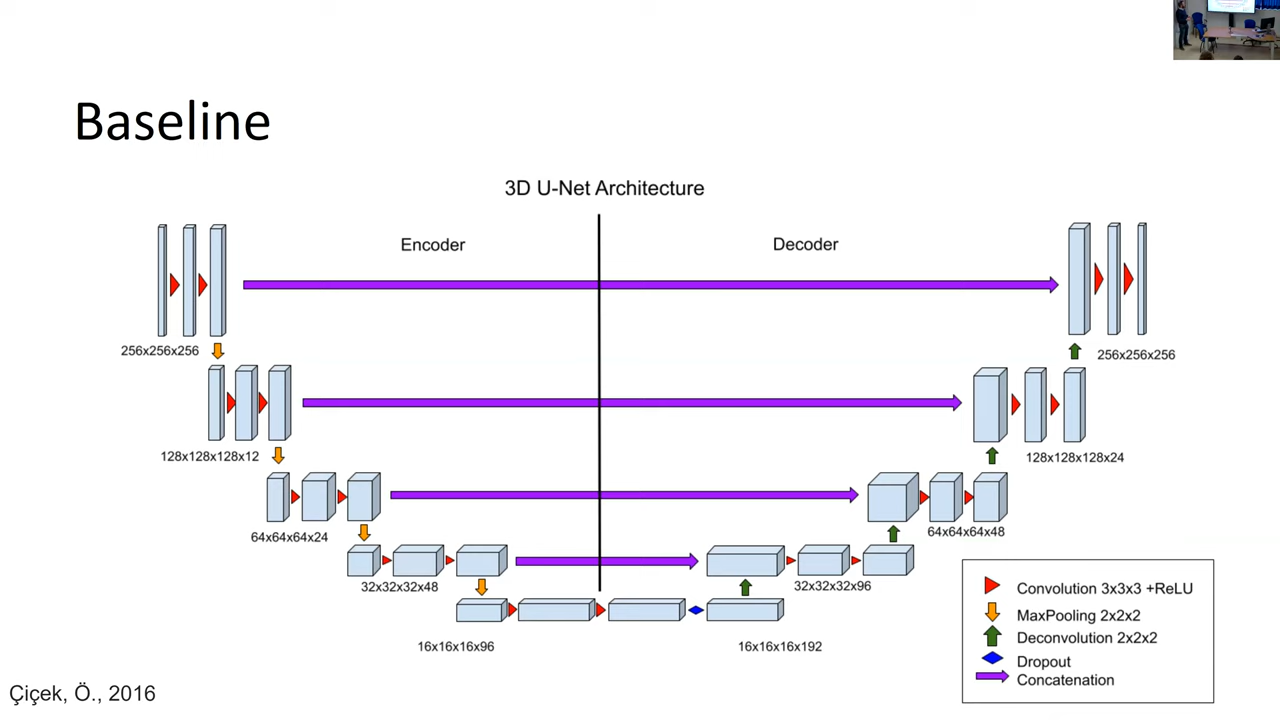 Baseline
3D U-Net Architecture
Encoder
Decoder
256x256x256
256x256x256
128x128x128x12
128x128x128x24
64x64x64x24
64x64x64x48
32x32x32x48
32x32x32x96
16x16x16x96
16x16x16x192
Convolution 3x3x3 +ReLU
MaxPooling 2x2x2
Deconvolution 2x2x2
Dropout
Concatenation
Çiçek, Ö., 2016